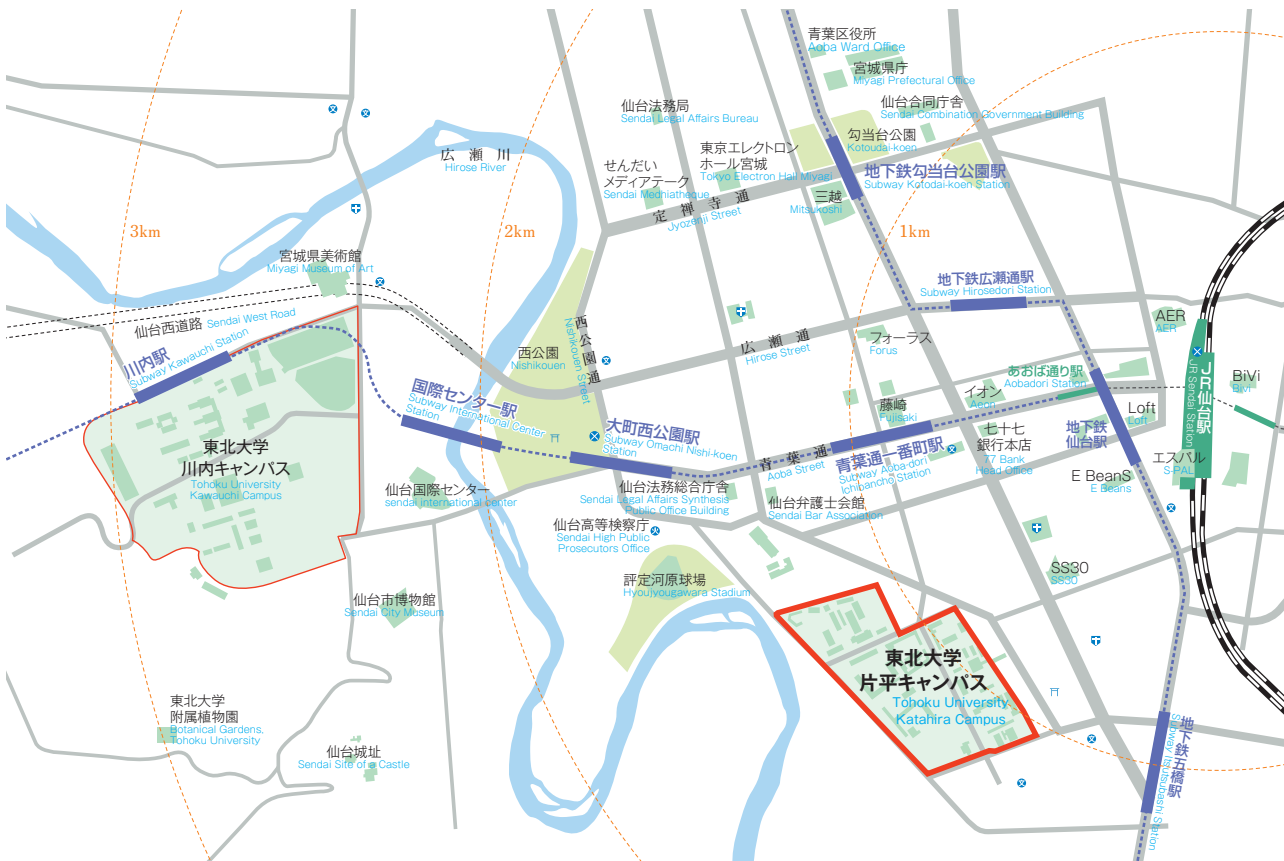 青葉区役所
Aoba Ward Office
宮城県庁
Miyagi Prefectural Office
仙台合同庁舎
Sendai Combination Government Building
仙台法務局
Sendai Legal Affairs Bureau
勾当台公園
Kotoudai-koen
東京エレクトロン
ホール宮城
Tokyo Electron Hall Miyagi
広瀬川
Hirose River
せんだい
メディアテーク
Sendai Medhiatheque
地下鉄勾当台公園駅
Subway Kotodai-koen Station
三越
Mitsukoshi
定禅寺通
Jyozenji Street
3km
2km
1km
宮城県美術館
Miyagi Museum of Art
地下鉄広瀬通駅
Subway Hirosedori Station
仙台西道路 Sendai West Road
AER
AER
西公園通
Nishikouen Street
広瀬通
Hirose Street
フォーラス
Forus
西公園
Nishikouen
川内駅
Subway Kawauchi Station
あおば通り駅
Aobadori Station
JR仙台駅
JR Sendai Station
BiVi
Bivi
国際センター駅
Subway International Center
Station
イオン
Aeon
藤崎
Fujisaki
Loft
Loft
大町西公園駅
Subway Omachi Nishi-koen
Station
地下鉄
仙台駅
七十七
銀行本店
77 Bank
Head Office
東北大学
川内キャンパス
Tohoku University
Kawauchi Campus
青葉通
Aoba Street
青葉通一番町駅
Subway Aoba-dori
Ichibancho Station
エスパル
S-PAL
E BeanS
E Beans
仙台国際センター
sendai international center
仙台法務総合庁舎
Sendai Legal Affairs Synthesis
Public Office Building
仙台弁護士会館
Sendai Bar Association
仙台高等検察庁
Sendai High Public
Prosecutors Office
SS30
SS30
評定河原球場
Hyoujyougawara Stadium
仙台市博物館
Sendai City Museum
東北大学
片平キャンパス
Tohoku University
Katahira Campus
東北大学
附属植物園
Botanical Gardens,
Tohoku University
仙台城址
Sendai Site of a Castle
地下鉄五橋駅
Subway Itsutsubashi Station